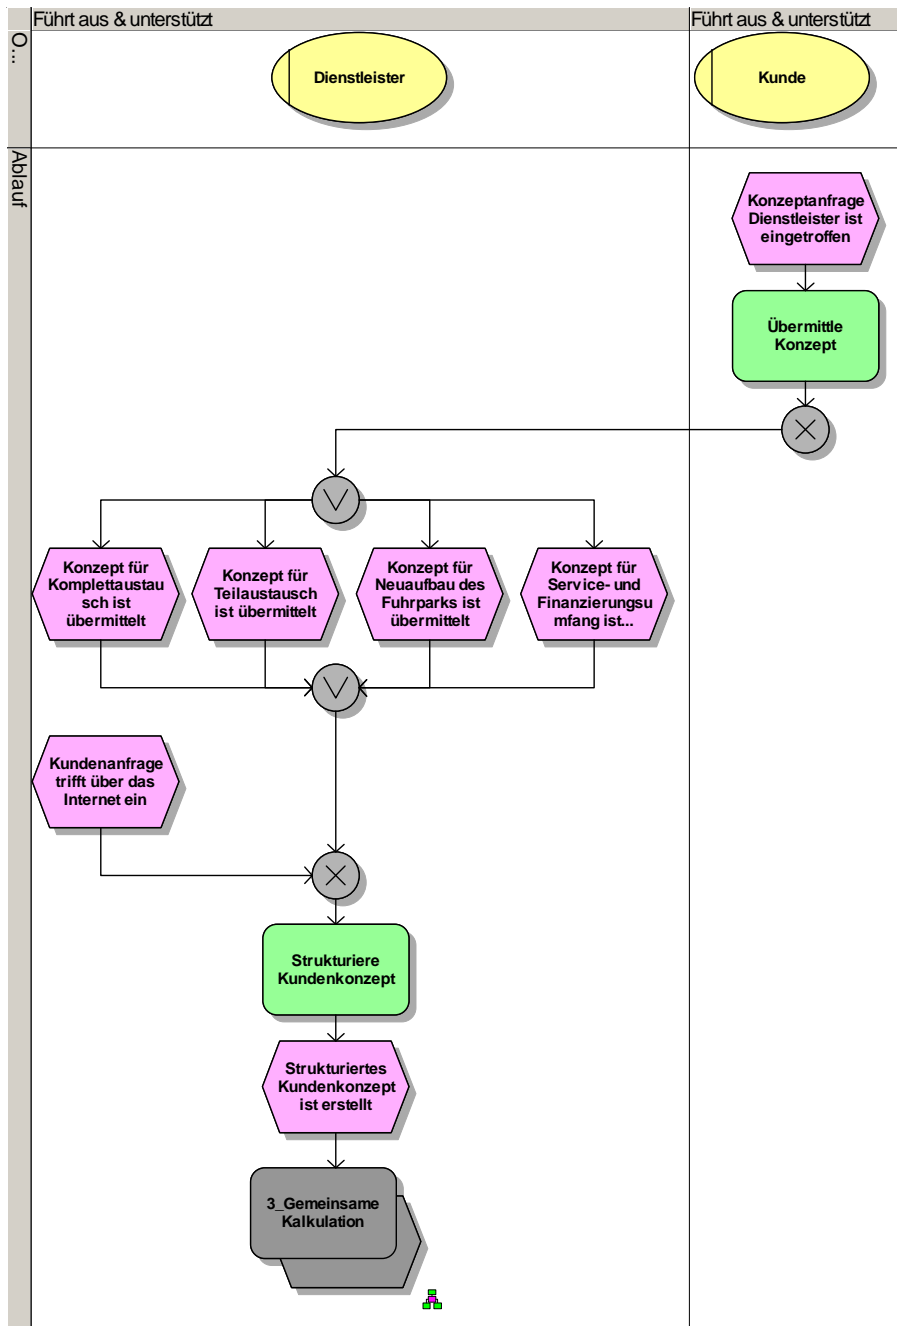 Führt aus & unterstützt
Führt aus & unterstützt
O...
Dienstleister
Kunde
Ablauf
Konzeptanfrage
Dienstleister ist
eingetroffen
Übermittle
Konzept
Konzept für
Komplettaustau
sch ist
übermittelt
Konzept für
Teilaustausch
ist übermittelt
Konzept für
Neuaufbau des
Fuhrparks ist
übermittelt
Konzept für
Service- und
Finanzierungsu
mfang ist...
Kundenanfrage
trifft über das
Internet ein
Strukturiere
Kundenkonzept
Strukturiertes
Kundenkonzept
ist erstellt
3_Gemeinsame
Kalkulation